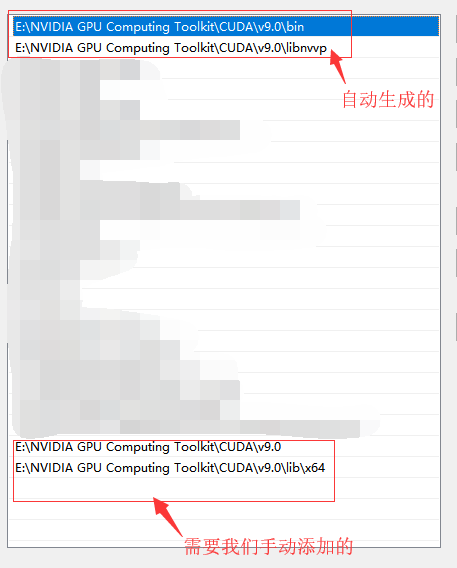 E:\NVIDIA GPU Computing Toolkit\CUDA\v9.0\bin
E:\NVIDIA GPU Computing Toolkit\CUDA\v9.0\libnvvp
自动生成的
E:\NVIDIA GPU Computing Toolkit\CUDA\v9.0
E:\NVIDIA GPU Computing Toolkit\CUDA\v9.0\lib\x64
需要我们手动添加的